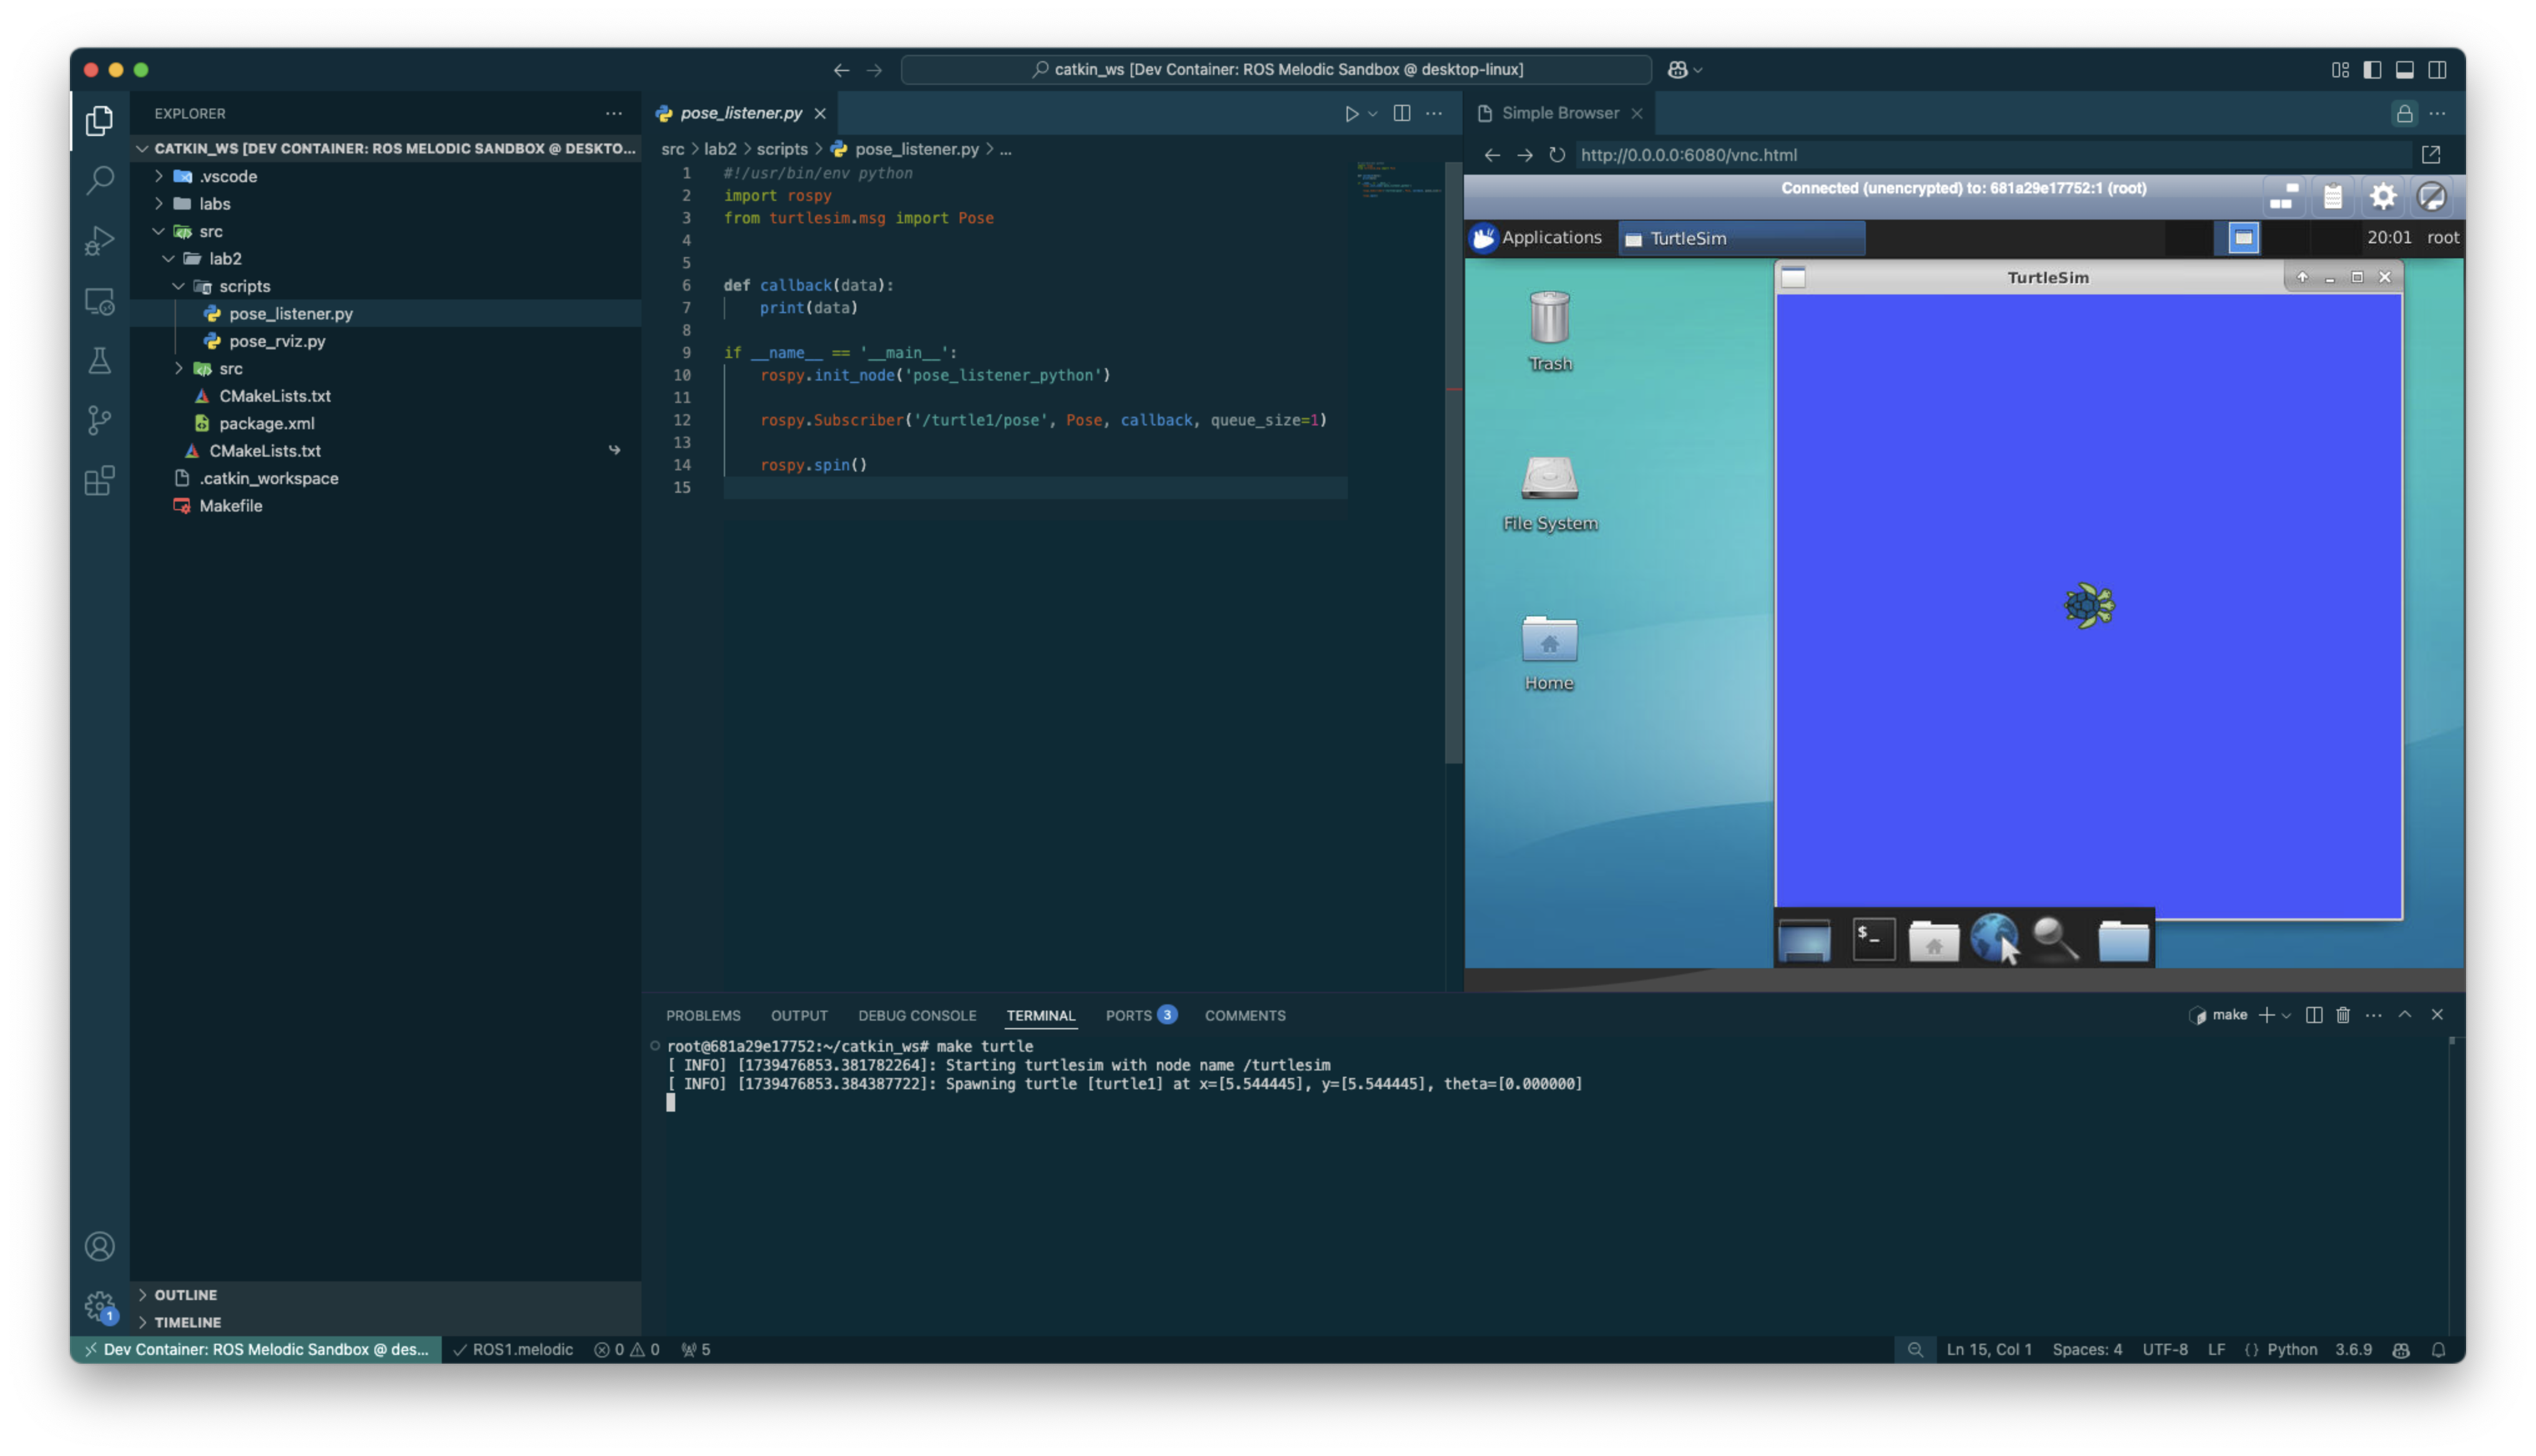 catkin_ws [Dev Container: ROS Melodic Sandbox @ desktop-linux]
EXPLORER
CATKIN_WS [DEV CONTAINER: ROS MELODIC SANDBOX @ DESKTO...
.vscode
labs
src
lab2
scripts
pose_listener.py
pose_rviz.py
src
CMakeLists.txt
package.xml
CMakeLists.txt
.catkin_workspace
Makefile
OUTLINE
TIMELINE
pose_listener.py
src > lab2 > scripts > pose_listener.py > ...
1 #!/usr/bin/env python
2 import rospy
3 from turtlesim.msg import Pose
4
5
6 def callback(data):
7     print(data)
8
9 if __name__ == '__main__':
10     rospy.init_node('pose_listener_python')
11
12     rospy.Subscriber('/turtle1/pose', Pose, callback, queue_size=1)
13
14     rospy.spin()
15
Simple Browser
http://0.0.0.0:6080/vnc.html
Connected (unencrypted) to: 681a29e17752:1 (root)
Applications TurtleSim 20:01 root
TurtleSim
Trash
File System
Home
$_
PROBLEMS OUTPUT DEBUG CONSOLE TERMINAL PORTS 3 COMMENTS
make
root@681a29e17752:~/catkin_ws# make turtle
[ INFO] [1739476853.381782264]: Starting turtlesim with node name /turtlesim
[ INFO] [1739476853.384387722]: Spawning turtle [turtle1] at x=[5.544445], y=[5.544445], theta=[0.000000]
1
Dev Container: ROS Melodic Sandbox @ des... ROS1.melodic 0 0 5
Ln 15, Col 1 Spaces: 4 UTF-8 LF {} Python 3.6.9